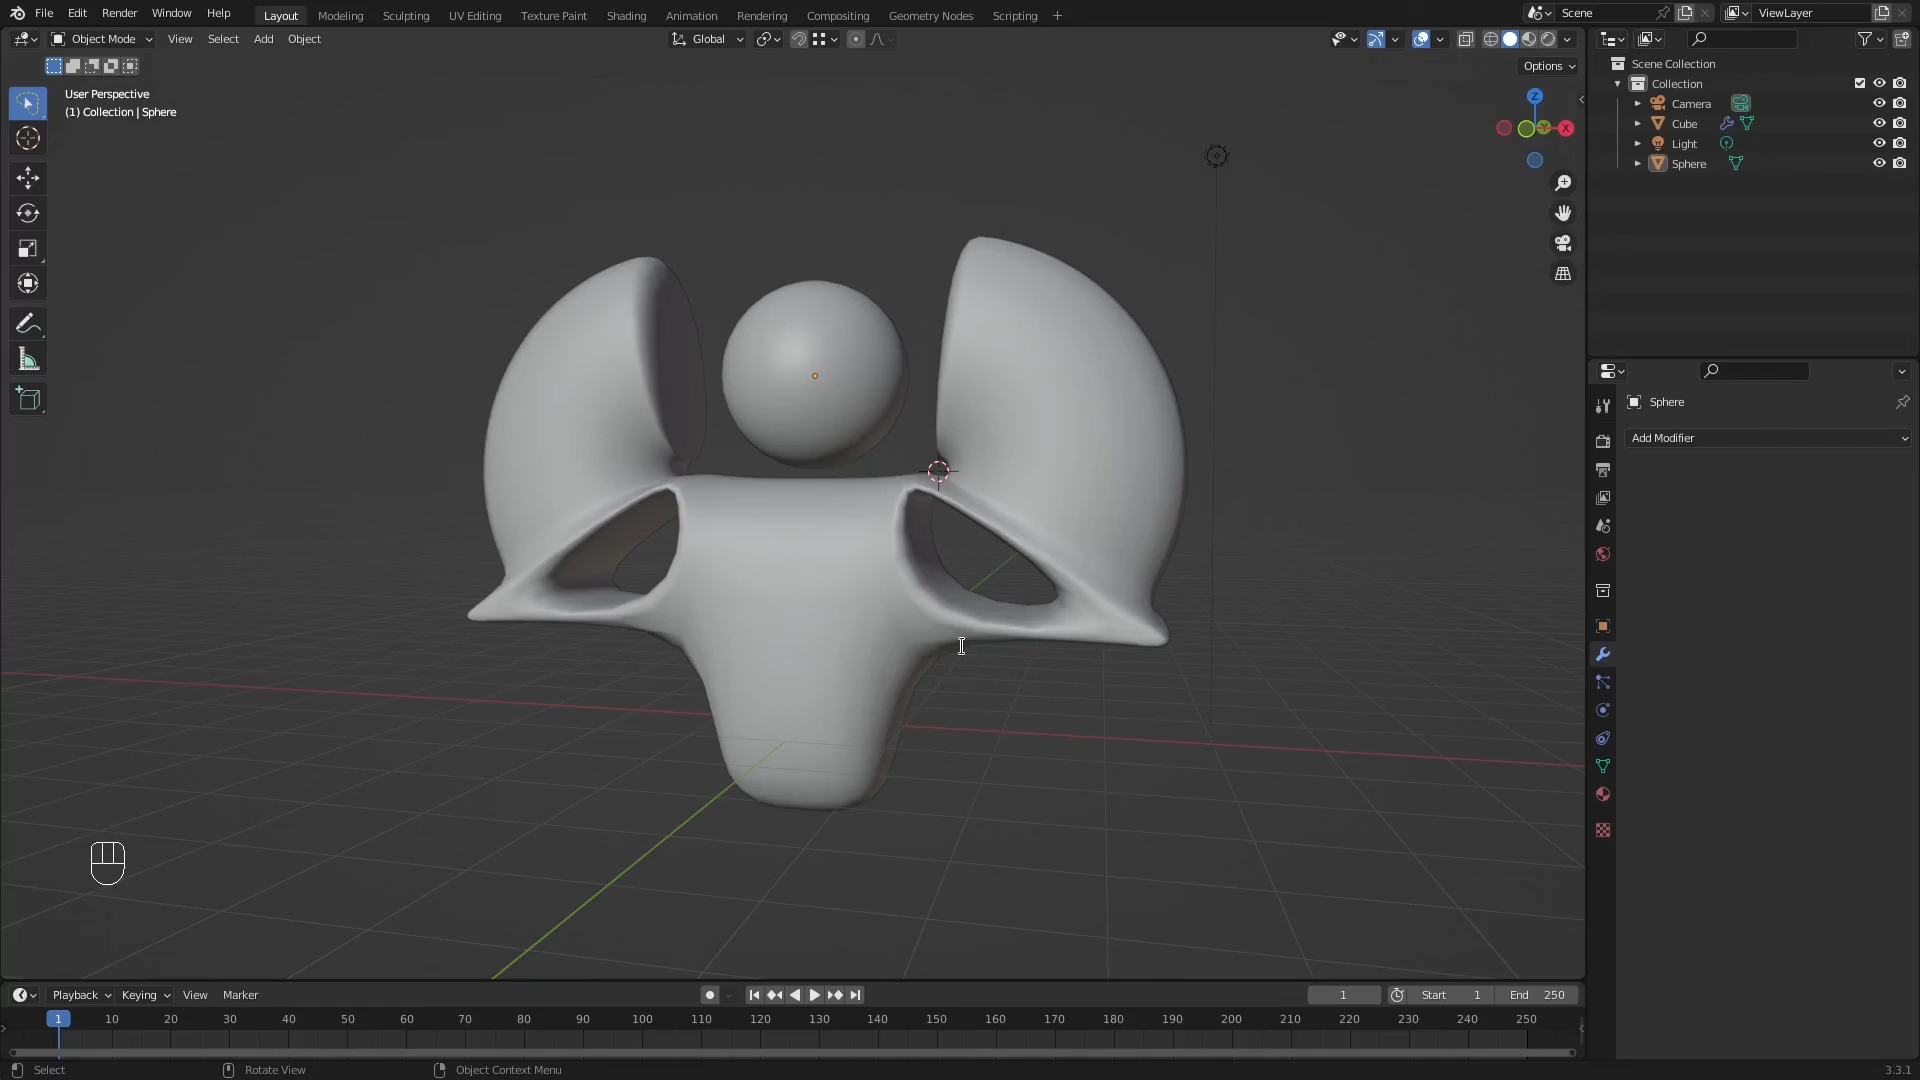 File Edit Render Window Help Layout Modeling Sculpting UV Editing Texture Paint Shading Animation Rendering Compositing Geometry Nodes Scripting + Scene ViewLayer
Object Mode View Select Add Object Global
Options
User Perspective
(1) Collection | Sphere
Z
X
Scene Collection
Collection
Camera
Cube
Light
Sphere
Sphere
Add Modifier
Playback Keying View Marker 1 Start 1 End 250
1 10 20 30 40 50 60 70 80 90 100 110 120 130 140 150 160 170 180 190 200 210 220 230 240 250
Select Rotate View Object Context Menu 3.3.1